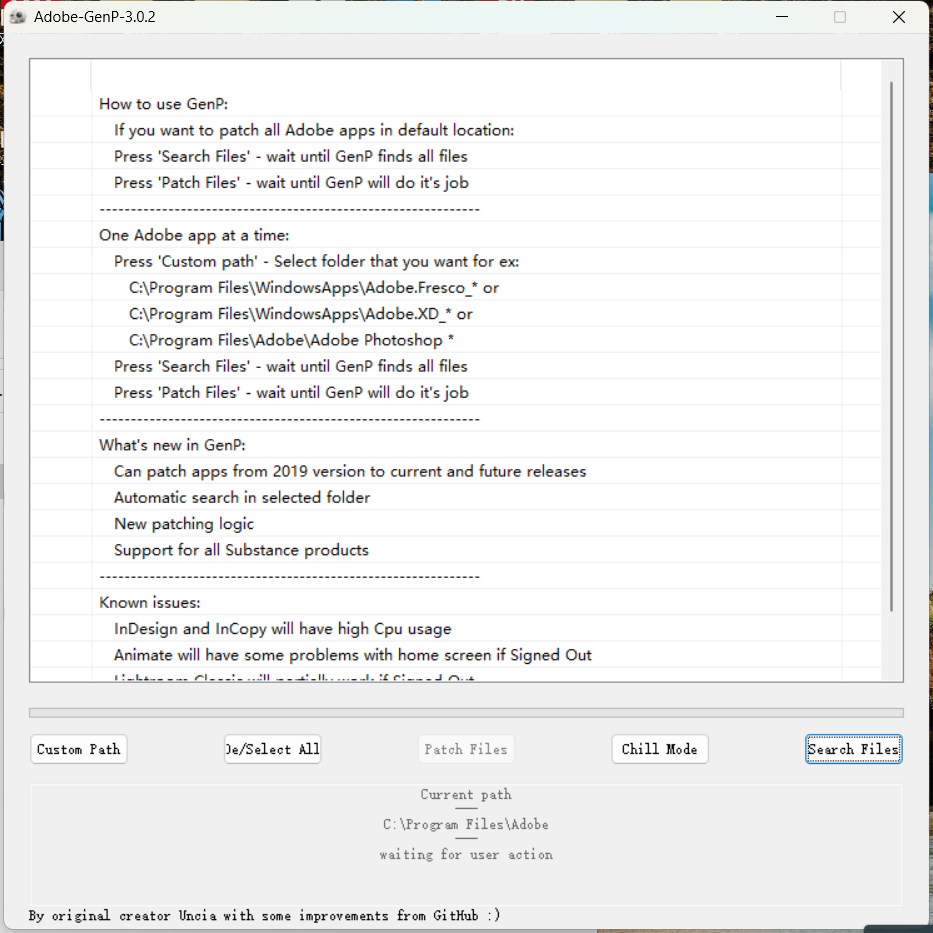 Adobe-GenP-3.0.2
How to use GenP:
If you want to patch all Adobe apps in default location:
Press 'Search Files' - wait until GenP finds all files
Press 'Patch Files' - wait until GenP will do it's job
-------------------------------------------------------------
One Adobe app at a time:
Press 'Custom path' - Select folder that you want for ex:
C:\Program Files\WindowsApps\Adobe.Fresco_* or
C:\Program Files\WindowsApps\Adobe.XD_* or
C:\Program Files\Adobe\Adobe Photoshop *
Press 'Search Files' - wait until GenP finds all files
Press 'Patch Files' - wait until GenP will do it's job
-------------------------------------------------------------
What's new in GenP:
Can patch apps from 2019 version to current and future releases
Automatic search in selected folder
New patching logic
Support for all Substance products
-------------------------------------------------------------
Known issues:
InDesign and InCopy will have high Cpu usage
Animate will have some problems with home screen if Signed Out
Lightroom Classic will partially work if Signed Out
Custom Path De/Select All Patch Files Chill Mode Search Files
Current path
C:\Program Files\Adobe
waiting for user action
By original creator Uncia with some improvements from GitHub :)